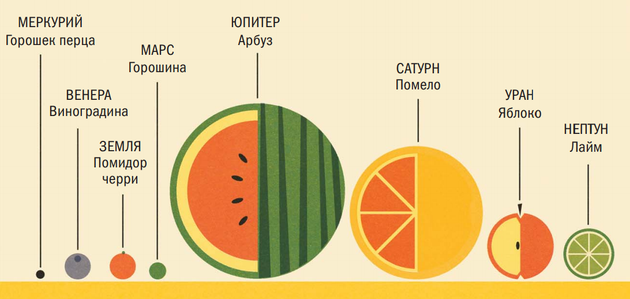 МЕРКУРИЙ
Горошек перца
ВЕНЕРА
Виноградина
ЗЕМЛЯ
Помидор
черри
МАРС
Горошина
ЮПИТЕР
Арбуз
САТУРН
Помело
УРАН
Яблоко
НЕПТУН
Лайм